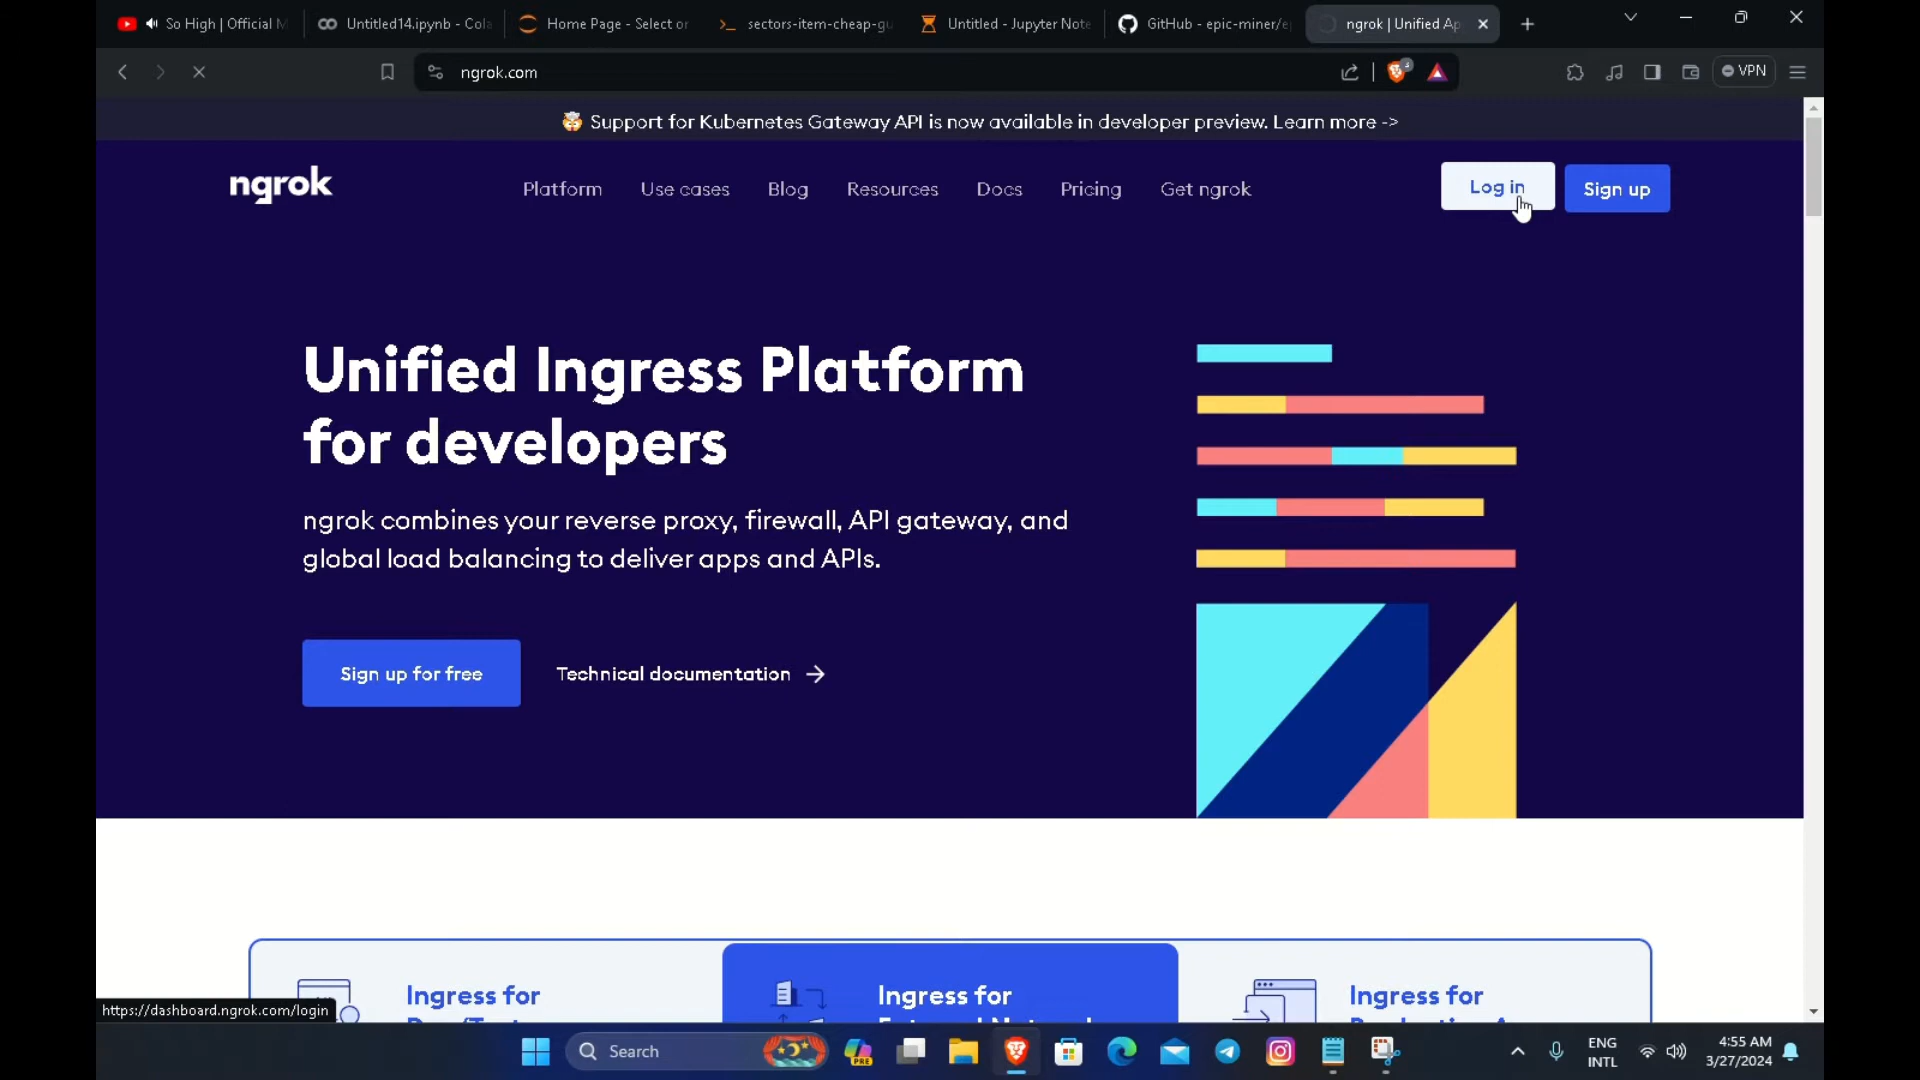 So High | Official M
Untitled14.ipynb - Cola
Home Page - Select or
sectors-item-cheap-gu
Untitled - Jupyter Note
GitHub - epic-miner/e
ngrok | Unified Ap
ngrok.com
VPN
Support for Kubernetes Gateway API is now available in developer preview. Learn more ->
ngrok
Platform
Use cases
Blog
Resources
Docs
Pricing
Get ngrok
Log in
Sign up
Unified Ingress Platform
for developers
ngrok combines your reverse proxy, firewall, API gateway, and
global load balancing to deliver apps and APIs.
Sign up for free
Technical documentation
Ingress for
Ingress for
Ingress for
https://dashboard.ngrok.com/login
Search
PRE
ENG
INTL
4:55 AM
3/27/2024